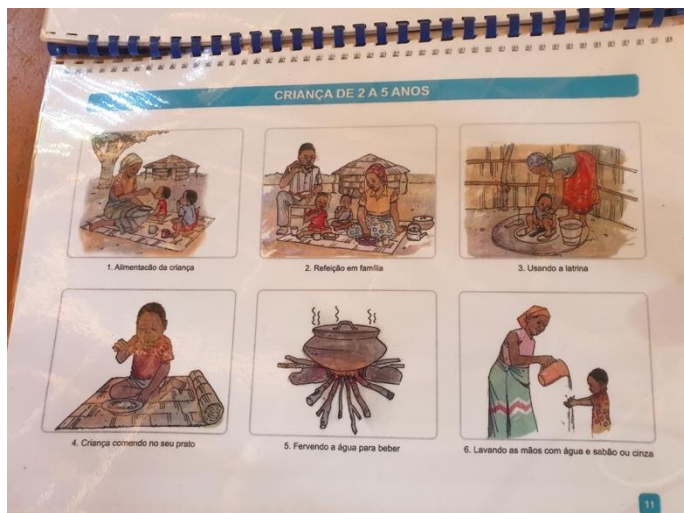 CRIANÇA DE 2 A 5 ANOS
1. Alimentacão da criança
2. Refeição em família
3. Usando a latrina
4. Criança comendo no seu prato
5. Fervendo a água para beber
6. Lavando as mãos com água e sabão ou cinza
11